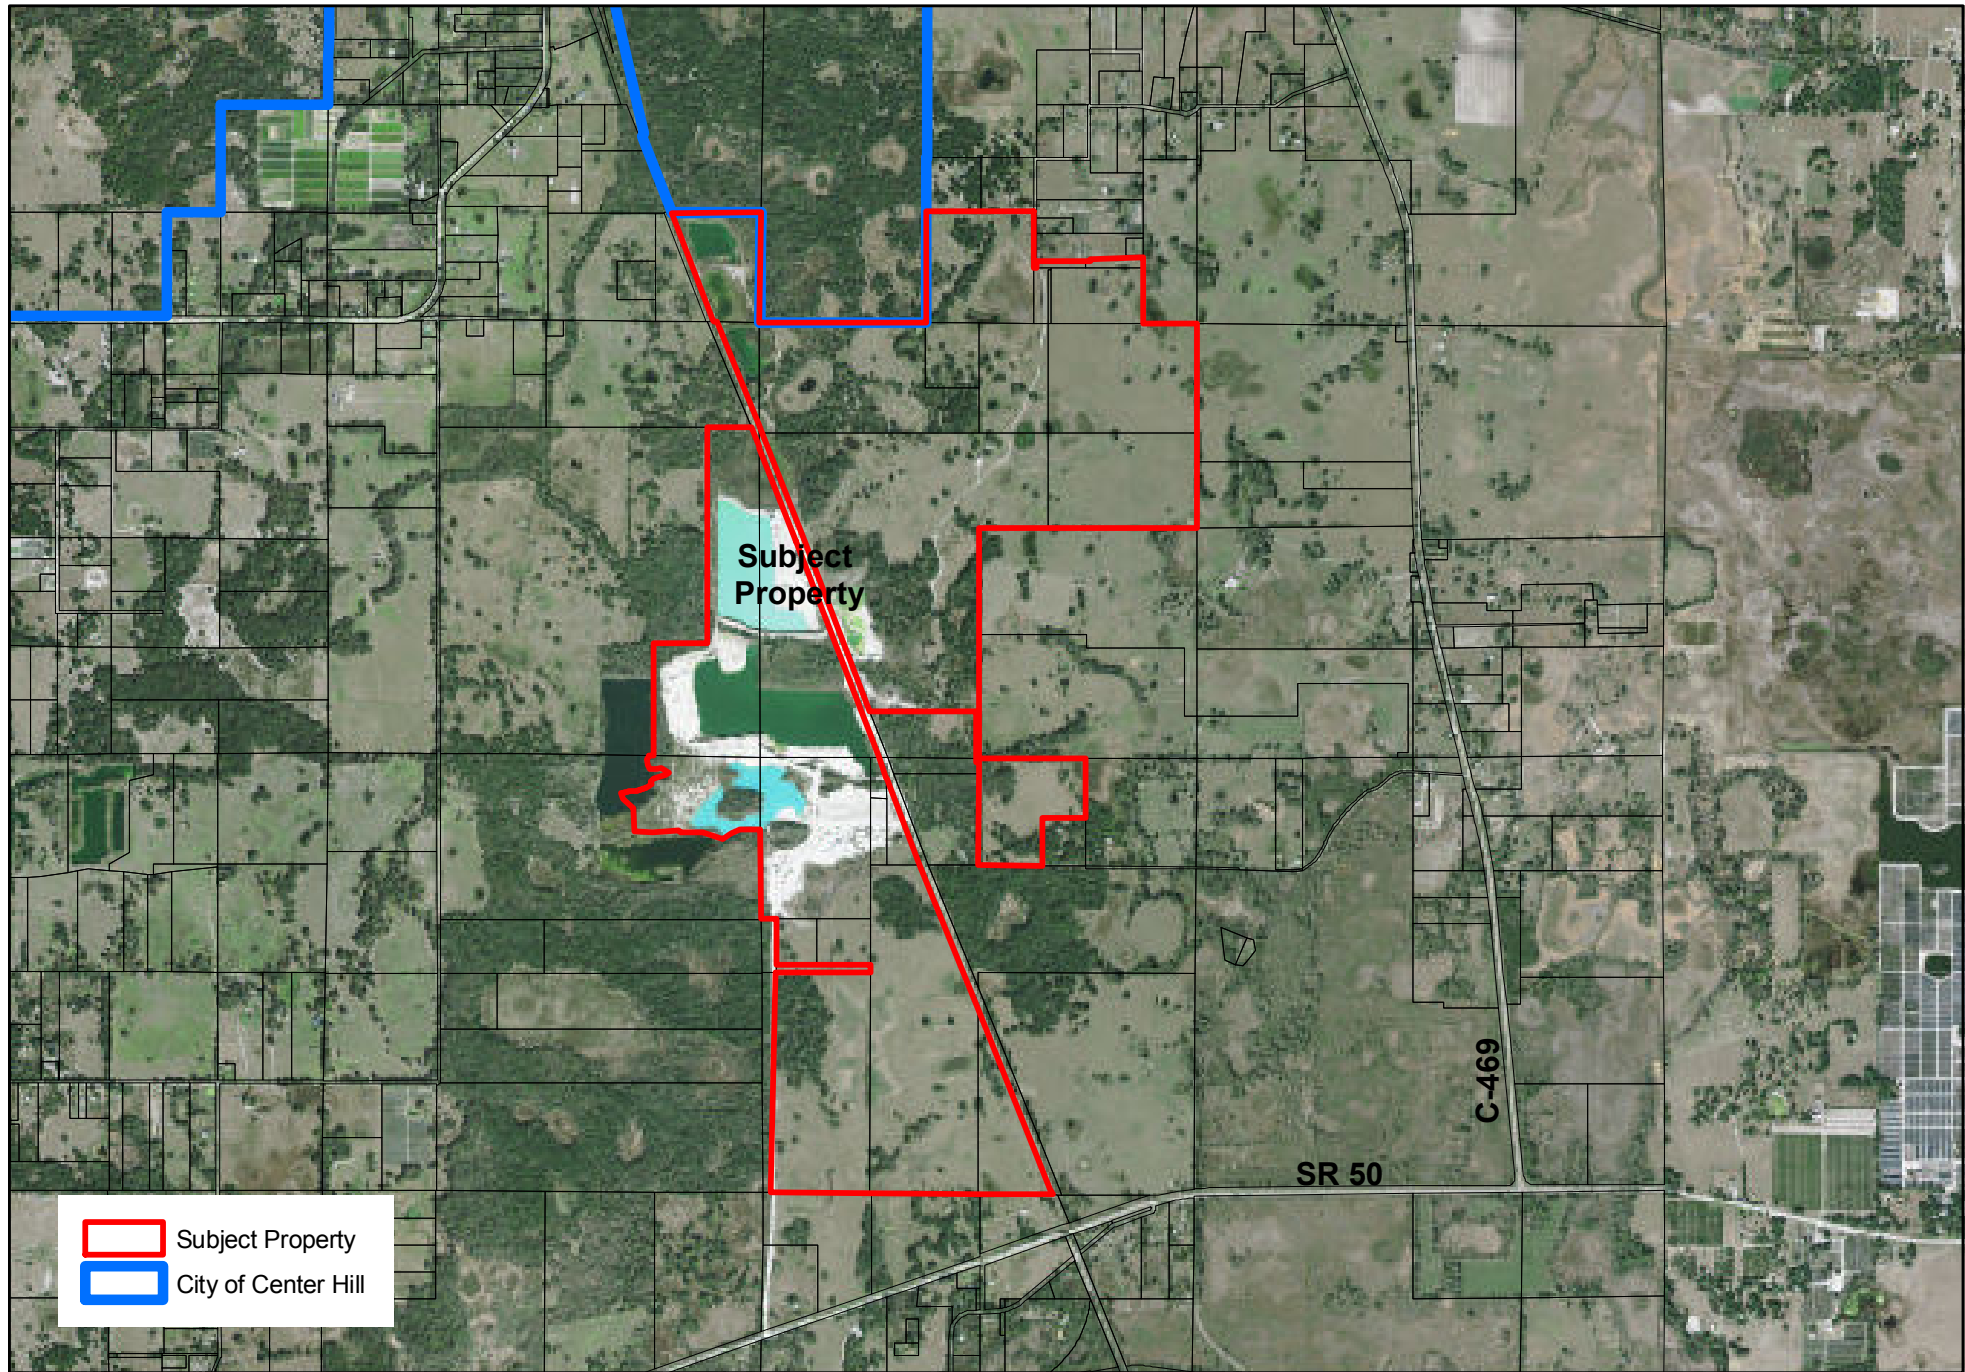 Subject
Property
C-469
SR 50
Subject Property
City of Center Hill